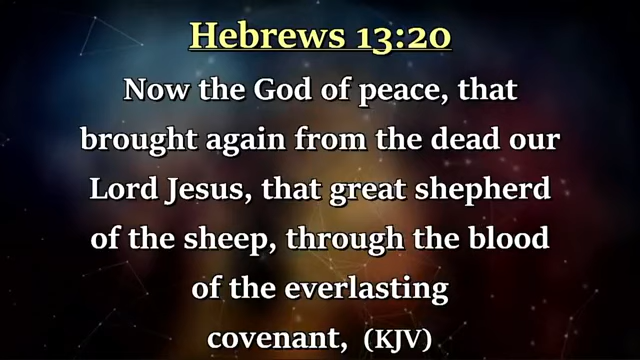 Hebrews 13:20
Now the God of peace, that
brought again from the dead our
Lord Jesus, that great shepherd
of the sheep, through the blood
of the everlasting
covenant, (KJV)